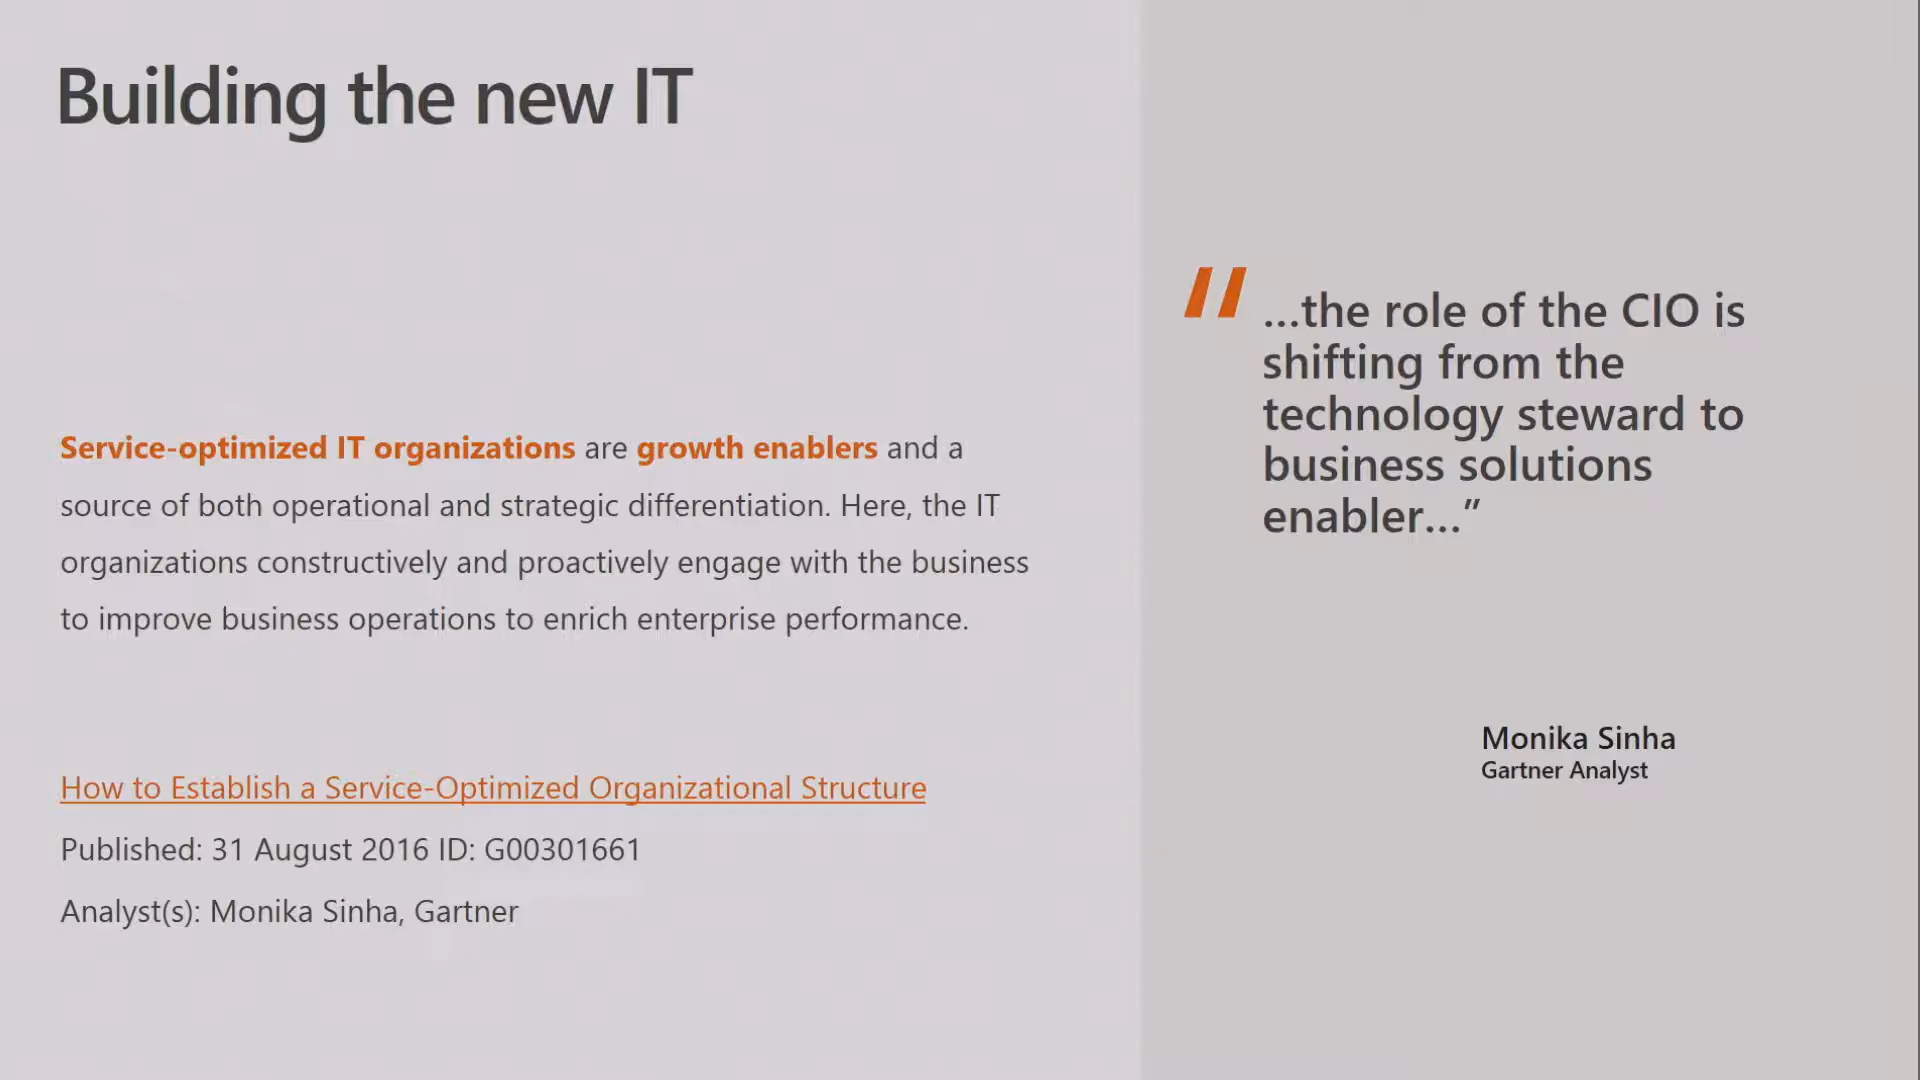 Building the new IT
Service-optimized IT organizations are growth enablers and a
source of both operational and strategic differentiation. Here, the IT
organizations constructively and proactively engage with the business
to improve business operations to enrich enterprise performance.
How to Establish a Service-Optimized Organizational Structure
Published: 31 August 2016 ID: G00301661
Analyst(s): Monika Sinha, Gartner
" ...the role of the CIO is
shifting from the
technology steward to
business solutions
enabler...”
Monika Sinha
Gartner Analyst